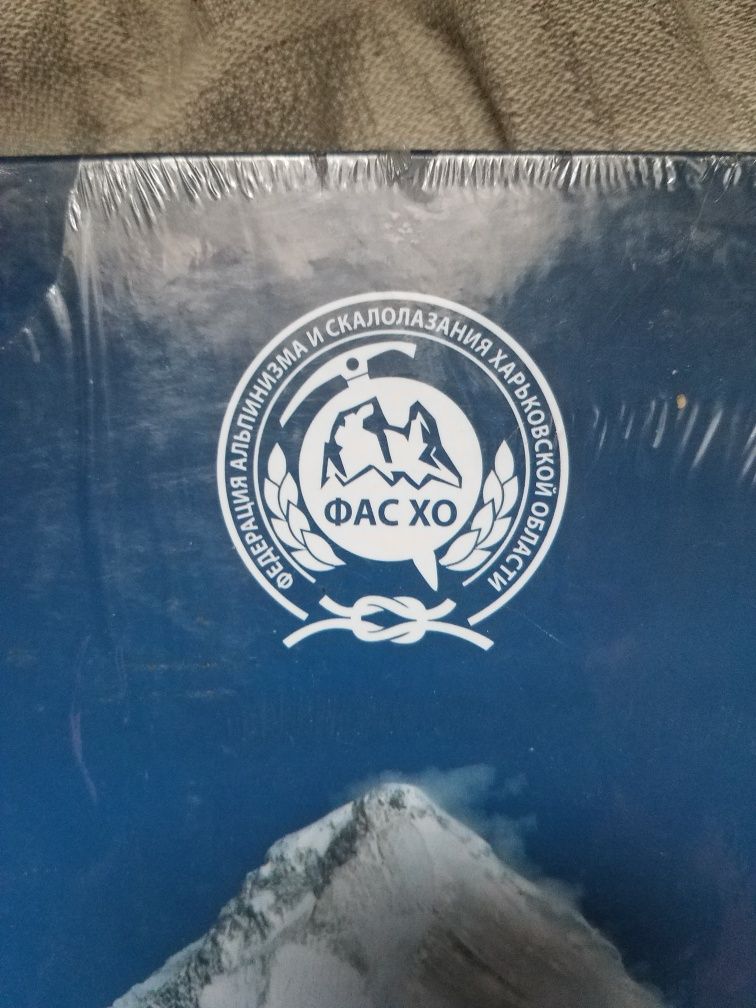 ФЕДЕРАЦИЯ АЛЬПИНИЗМА И СКАЛОЛАЗАНИЯ ХАРЬКОВСКОЙ ОБЛАСТИ
ФАС ХО